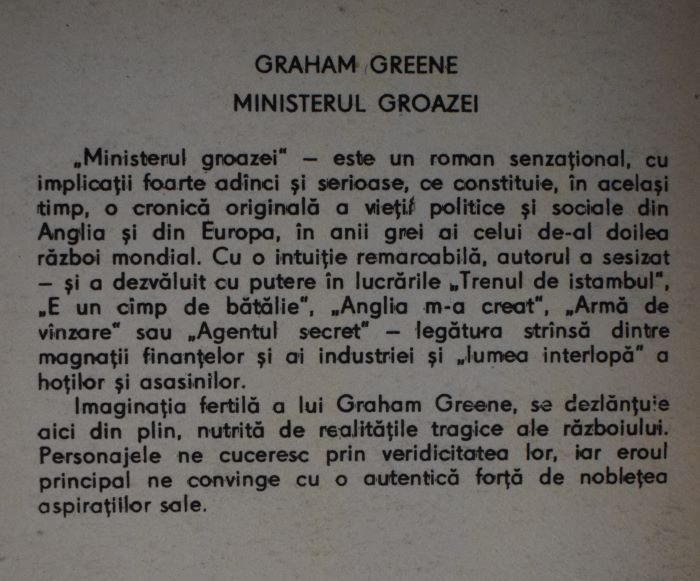 GRAHAM GREENE
MINISTERUL GROAZEI
„Ministerul groazei“ – este un roman senzațional, cu
implicații foarte adînci și serioase, ce constituie, în același
timp, o cronică originală a vieții politice și sociale din
Anglia și din Europa, în anii grei ai celui de-al doilea
război mondial. Cu o intuiție remarcabilă, autorul a sesizat
– și a dezvăluit cu putere în lucrările „Trenul de istambul“,
„E un cîmp de bătălie“, „Anglia m-a creat“, „Armă de
vînzare“ sau „Agentul secret“ – legătura strînsă dintre
magnații finanțelor și ai industriei și „lumea interlopă“ a
hoților și asasinilor.
Imaginația fertilă a lui Graham Greene, se dezlănțuie
aici din plin, nutrită de realitățile tragice ale războiului.
Personajele ne cuceresc prin veridicitatea lor, iar eroul
principal ne convinge cu o autentică forță de noblețea
aspirațiilor sale.